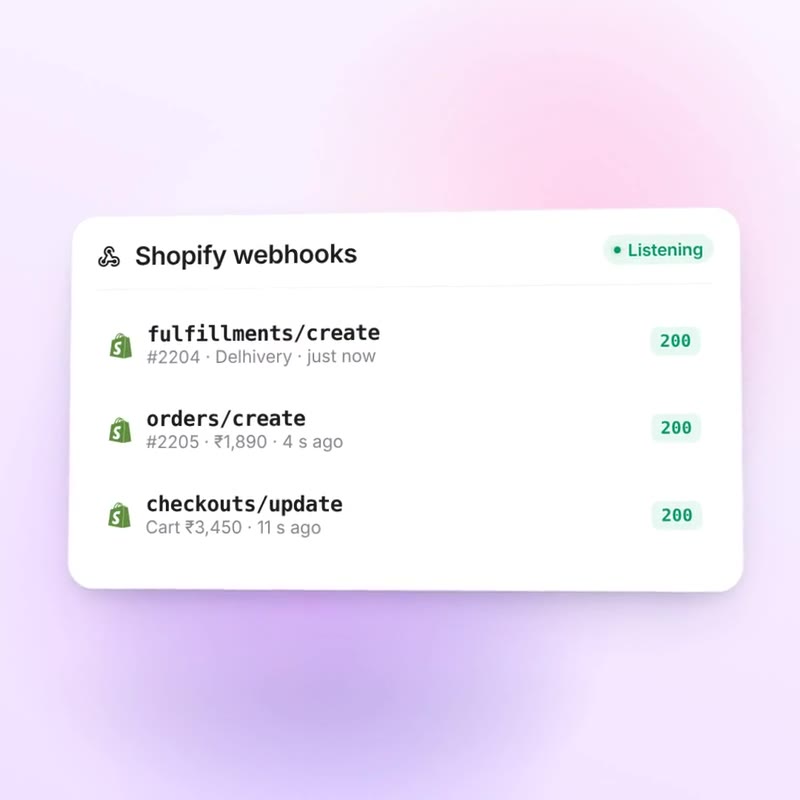 Shopify webhooks
Listening
fulfillments/create
#2204 · Delhivery · just now
200
orders/create
#2205 · ₹1,890 · 4 s ago
200
checkouts/update
Cart ₹3,450 · 11 s ago
200